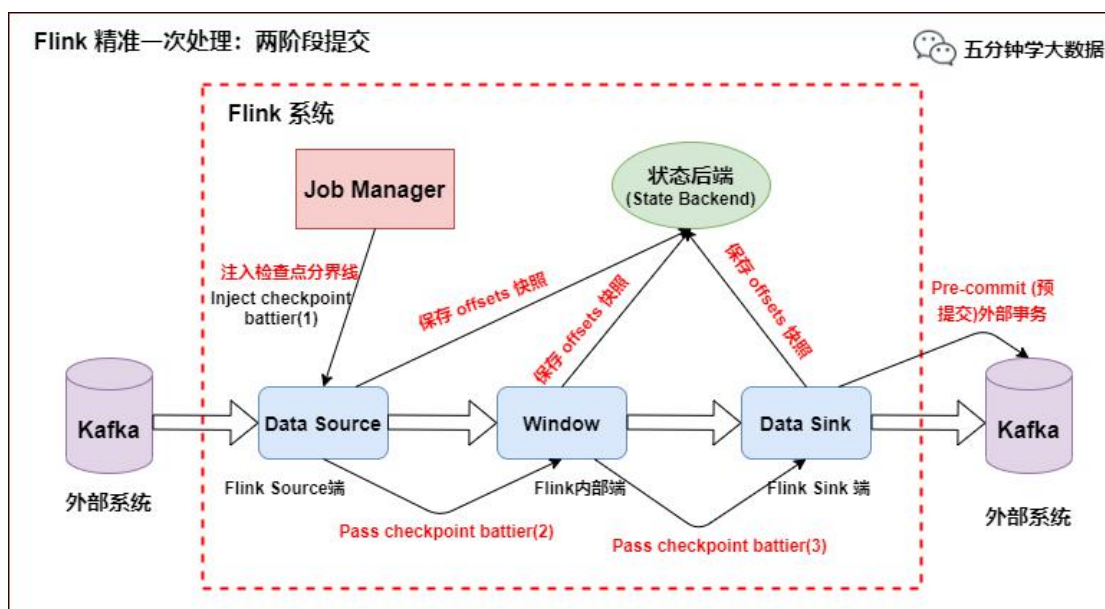 Flink 精准一次处理：两阶段提交
五分钟学大数据
Flink 系统
Job Manager
状态后端
(State Backend)
注入检查点分界线
Inject checkpoint
battier(1)
保存 offsets 快照
保存 offsets 快照
保存 offsets 快照
Pre-commit (预
提交)外部事务
Kafka
Data Source
Window
Data Sink
Kafka
外部系统
Flink Source端
Flink内部端
Flink Sink 端
外部系统
Pass checkpoint battier(2)
Pass checkpoint battier(3)